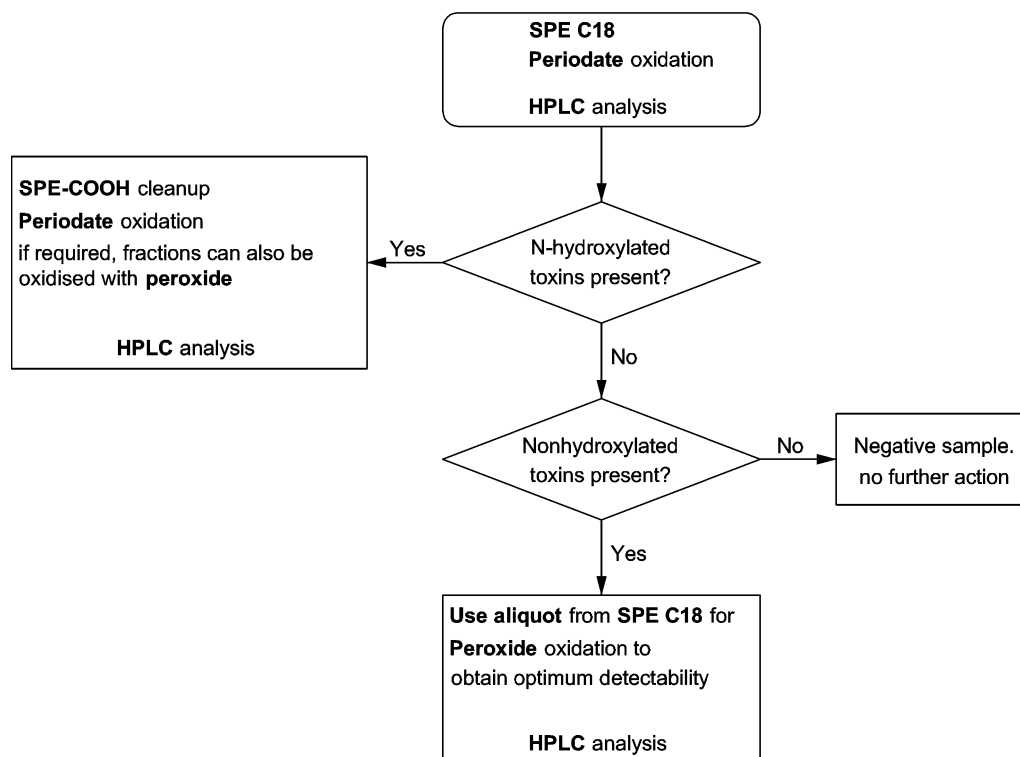 SPE C18
Periodate oxidation
HPLC analysis
SPE-COOH cleanup
Periodate oxidation
if required, fractions can also be
oxidised with peroxide
HPLC analysis
Yes
N-hydroxylated
toxins present?
No
Nonhydroxylated
toxins present?
No
Negative sample.
no further action
Yes
Use aliquot from SPE C18 for
Peroxide oxidation to
obtain optimum detectability
HPLC analysis